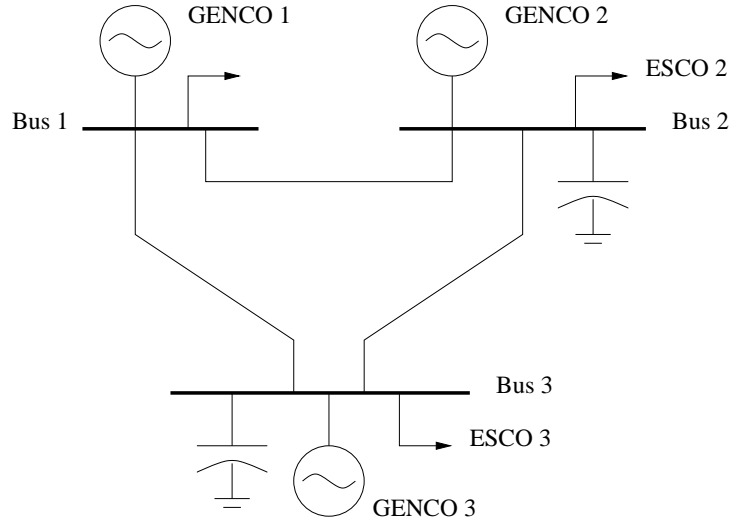 GENCO 1
GENCO 2
ESCO 2
Bus 1
Bus 2
Bus 3
ESCO 3
GENCO 3